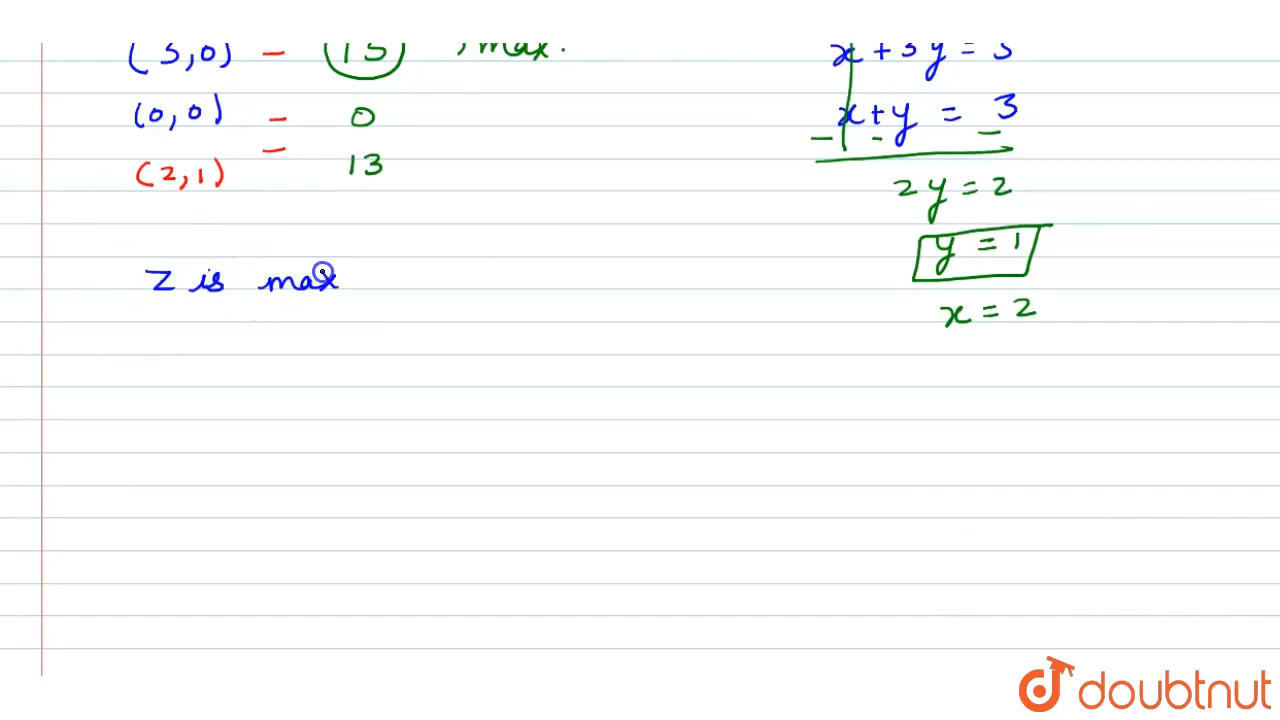 (3,0) – 15 , max.
(0,0) – 0
(2,1) = 13
Z is max
x + 3y = 5
x + y = 3
– - –
2y = 2
y = 1
x = 2
doubtnut